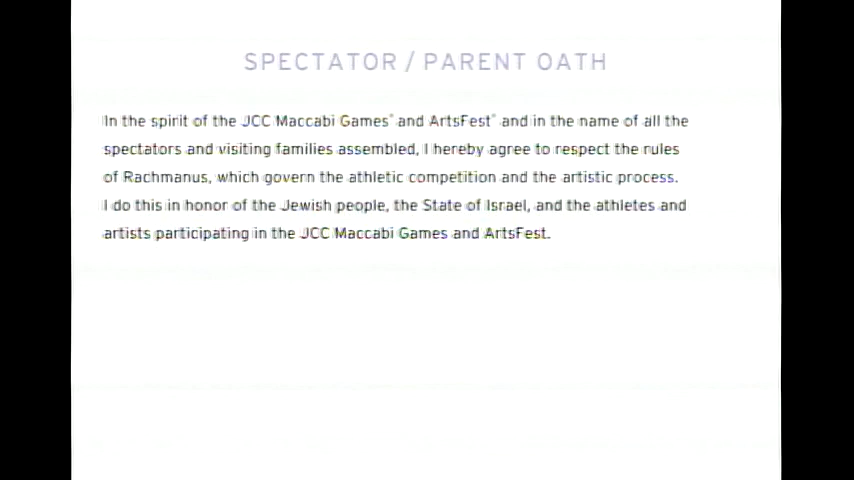 SPECTATOR / PARENT OATH
In the spirit of the JCC Maccabi Games® and ArtsFest® and in the name of all the
spectators and visiting families assembled, I hereby agree to respect the rules
of Rachmanus, which govern the athletic competition and the artistic process.
I do this in honor of the Jewish people, the State of Israel, and the athletes and
artists participating in the JCC Maccabi Games and ArtsFest.